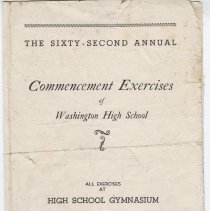 THE SIXTY-SECOND ANNUAL
Commencement Exercises
of
Washington High School
ALL EXERCISES
AT
HIGH SCHOOL GYMNASIUM